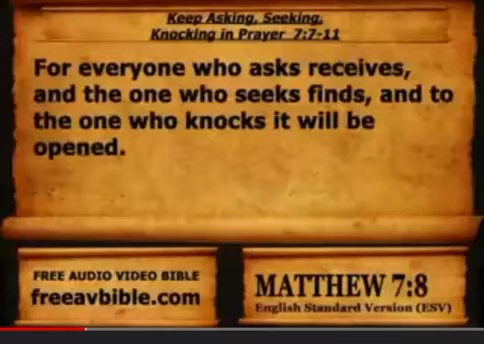 Keep Asking, Seeking,
Knocking in Prayer 7:7-11
For everyone who asks receives,
and the one who seeks finds, and to
the one who knocks it will be
opened.
FREE AUDIO VIDEO BIBLE
freeavbible.com
MATTHEW 7:8
English Standard Version (ESV)